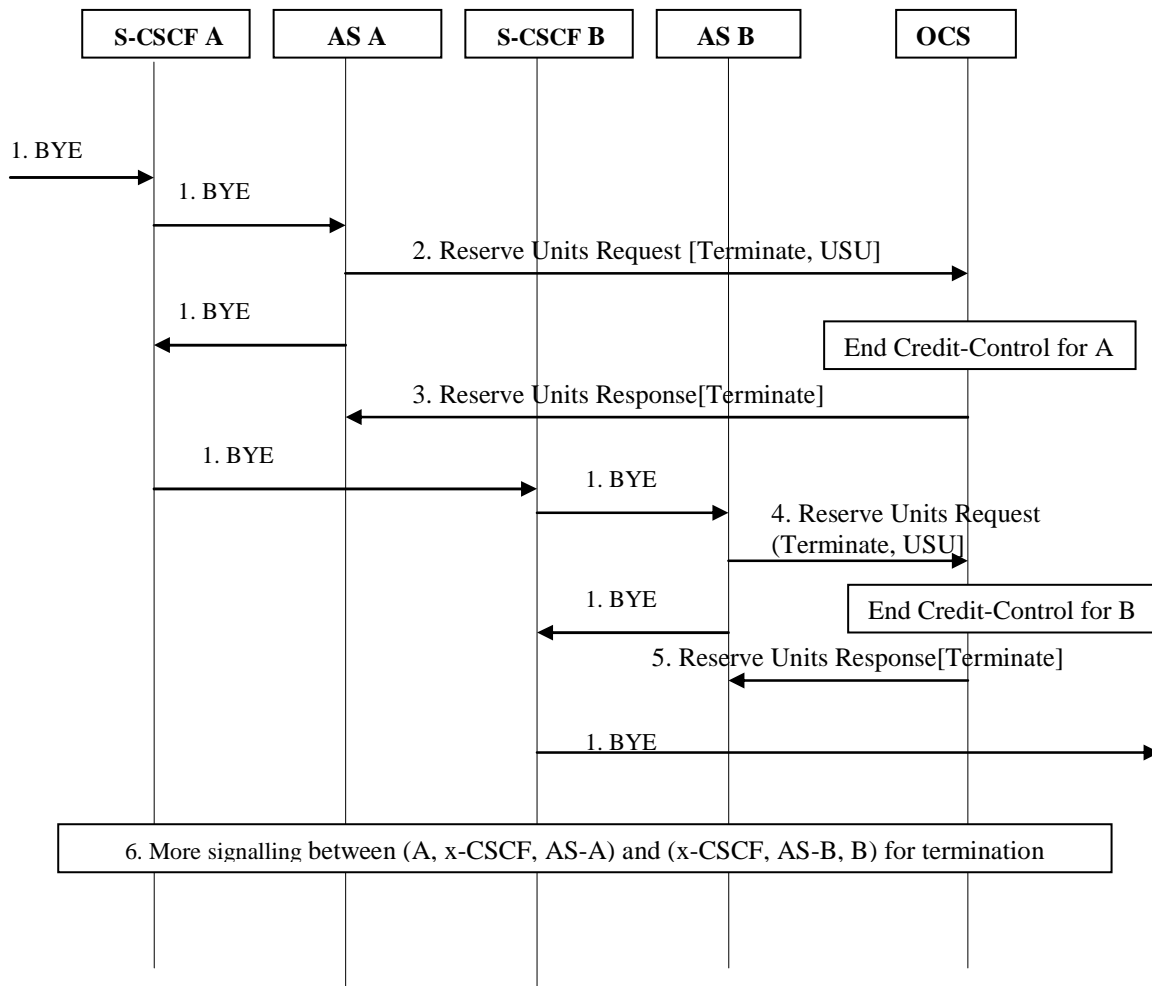 S-CSCF A
AS A
S-CSCF B
AS B
OCS
1. BYE
1. BYE
2. Reserve Units Request [Terminate, USU]
1. BYE
End Credit-Control for A
3. Reserve Units Response[Terminate]
1. BYE
1. BYE
4. Reserve Units Request
(Terminate, USU]
1. BYE
End Credit-Control for B
5. Reserve Units Response[Terminate]
1. BYE
6. More signalling between (A, x-CSCF, AS-A) and (x-CSCF, AS-B, B) for termination